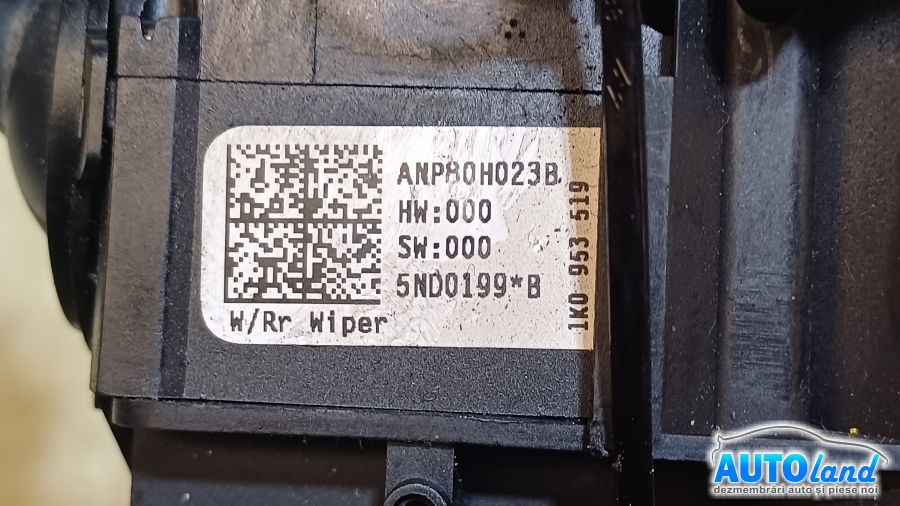 ANP80H023B
HW:000
SW:000
5ND0199*B
W/Rr Wiper
1K0 953 519
AUTOland
dezmembrări auto și piese noi